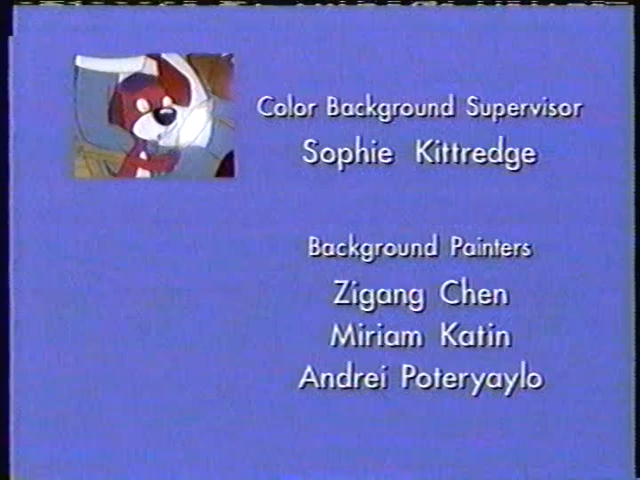 Color Background Supervisor
Sophie Kittredge
Background Painters
Zigang Chen
Miriam Katin
Andrei Poteryaylo